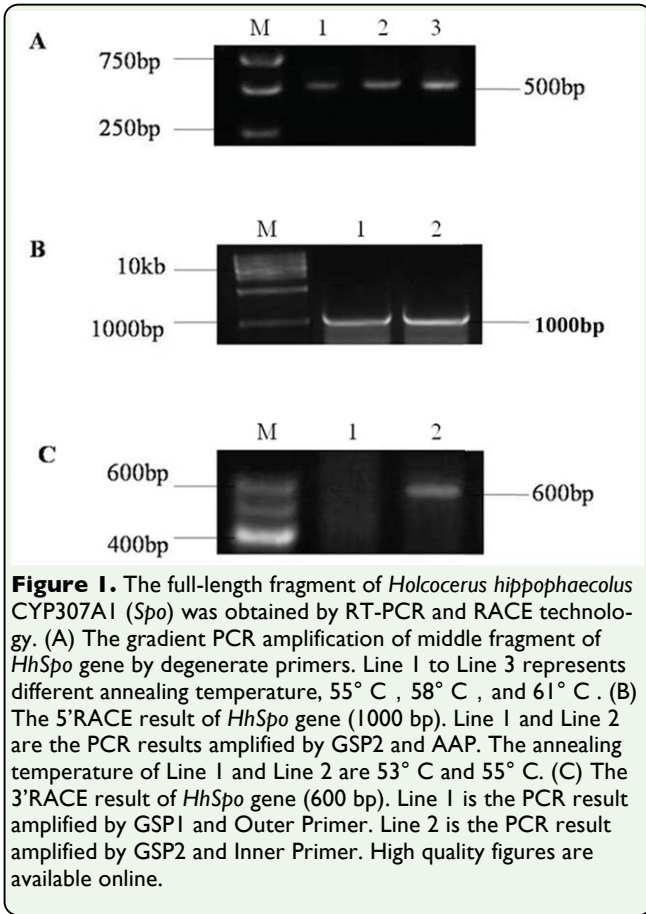 A
M 1 2 3
750bp
500bp
250bp
B
M 1 2
10kb
1000bp
1000bp
C
M 1 2
600bp
600bp
400bp
Figure 1. The full-length fragment of Holcocerus hippophaecolus
CYP307A1 (Spo) was obtained by RT-PCR and RACE technolo-
gy. (A) The gradient PCR amplification of middle fragment of
HhSpo gene by degenerate primers. Line 1 to Line 3 represents
different annealing temperature, 55° C , 58° C , and 61° C . (B)
The 5’RACE result of HhSpo gene (1000 bp). Line 1 and Line 2
are the PCR results amplified by GSP2 and AAP. The annealing
temperature of Line 1 and Line 2 are 53° C and 55° C. (C) The
3’RACE result of HhSpo gene (600 bp). Line 1 is the PCR result
amplified by GSP1 and Outer Primer. Line 2 is the PCR result
amplified by GSP2 and Inner Primer. High quality figures are
available online.